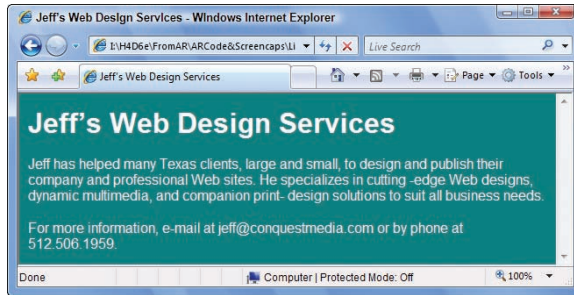 Jeff's Web Design Services - Windows Internet Explorer
I:\H4D6e\FromAR\ARCode&Screencaps\Li
Live Search
Jeff's Web Design Services
Page
Tools
»
Jeff's Web Design Services
Jeff has helped many Texas clients, large and small, to design and publish their
company and professional Web sites. He specializes in cutting -edge Web designs,
dynamic multimedia, and companion print- design solutions to suit all business needs.
For more information, e-mail at jeff@conquestmedia.com or by phone at
512.506.1959.
Done
Computer | Protected Mode: Off
100%